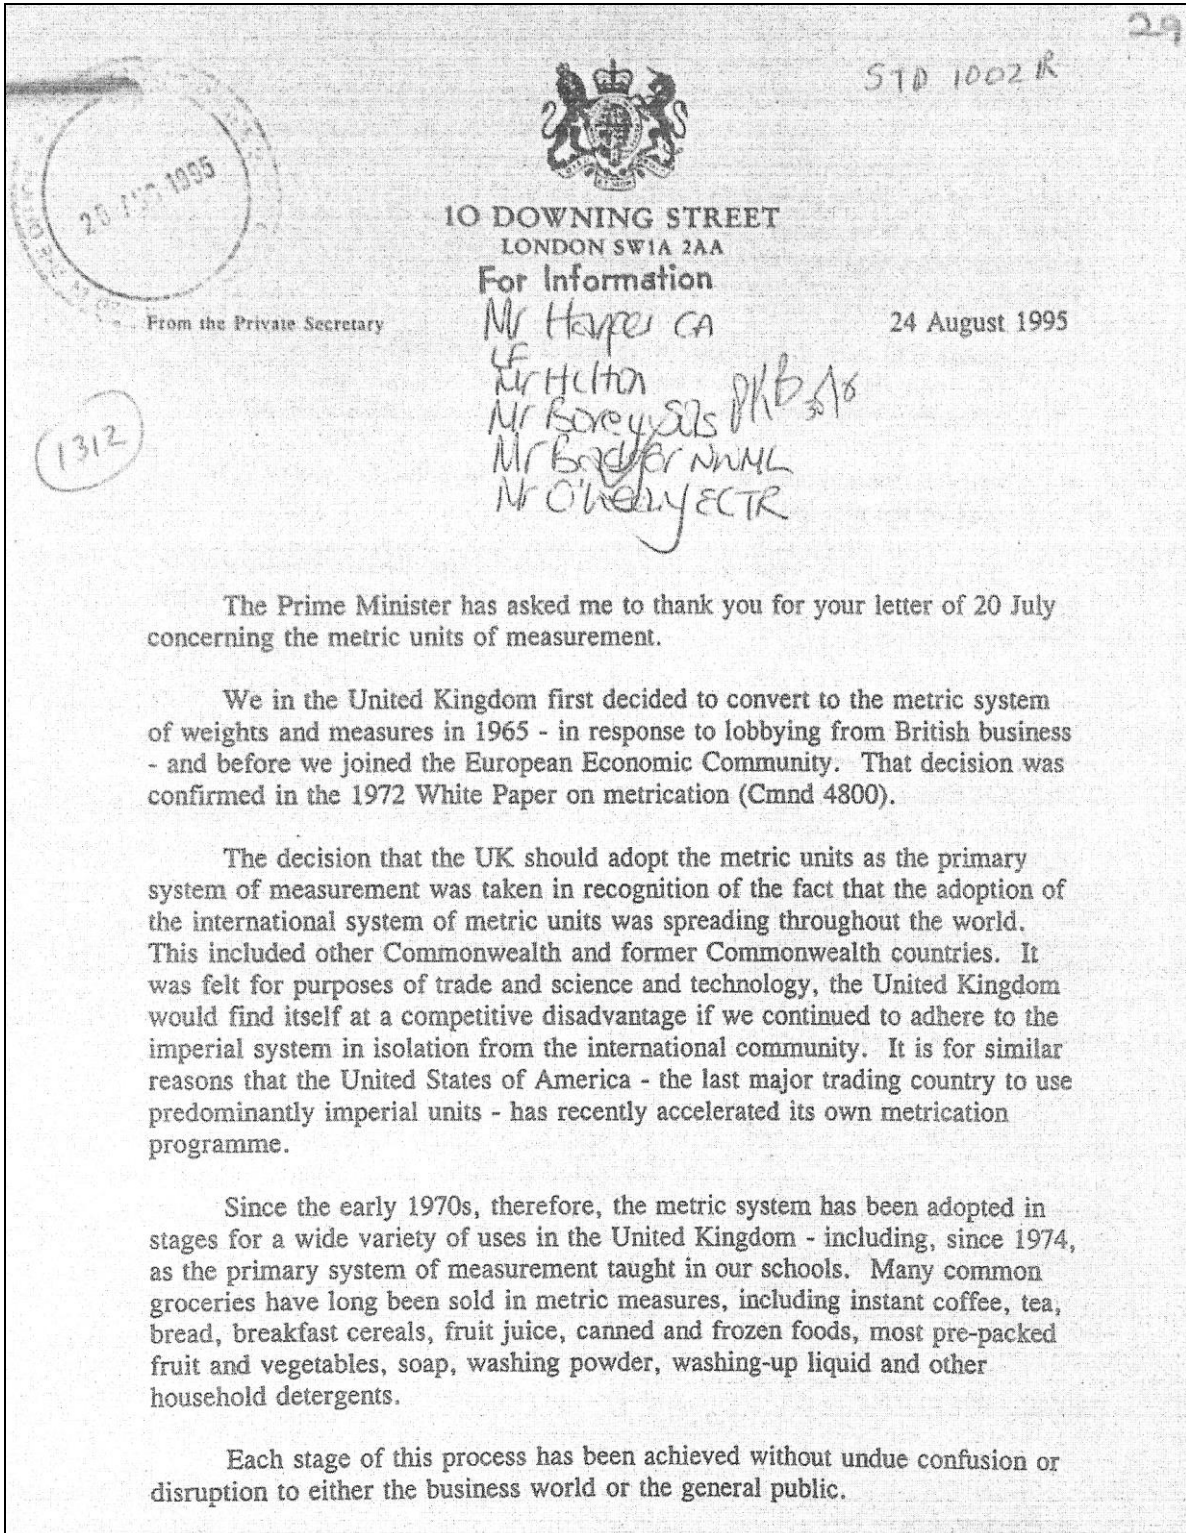 29
STD 1002 R
AUG 1995
10 DOWNING STREET
LONDON SW1A 2AA
For Information
From the Private Secretary
Mr Harper CA
24 August 1995
Mr Hilton
Mr
Mr NWML
Mr ECTR
1312
The Prime Minister has asked me to thank you for your letter of 20 July
concerning the metric units of measurement.
We in the United Kingdom first decided to convert to the metric system
of weights and measures in 1965 - in response to lobbying from British business
- and before we joined the European Economic Community. That decision was
confirmed in the 1972 White Paper on metrication (Cmnd 4800).
The decision that the UK should adopt the metric units as the primary
system of measurement was taken in recognition of the fact that the adoption of
the international system of metric units was spreading throughout the world.
This included other Commonwealth and former Commonwealth countries. It
was felt for purposes of trade and science and technology, the United Kingdom
would find itself at a competitive disadvantage if we continued to adhere to the
imperial system in isolation from the international community. It is for similar
reasons that the United States of America - the last major trading country to use
predominantly imperial units - has recently accelerated its own metrication
programme.
Since the early 1970s, therefore, the metric system has been adopted in
stages for a wide variety of uses in the United Kingdom - including, since 1974,
as the primary system of measurement taught in our schools. Many common
groceries have long been sold in metric measures, including instant coffee, tea,
bread, breakfast cereals, fruit juice, canned and frozen foods, most pre-packed
fruit and vegetables, soap, washing powder, washing-up liquid and other
household detergents.
Each stage of this process has been achieved without undue confusion or
disruption to either the business world or the general public.